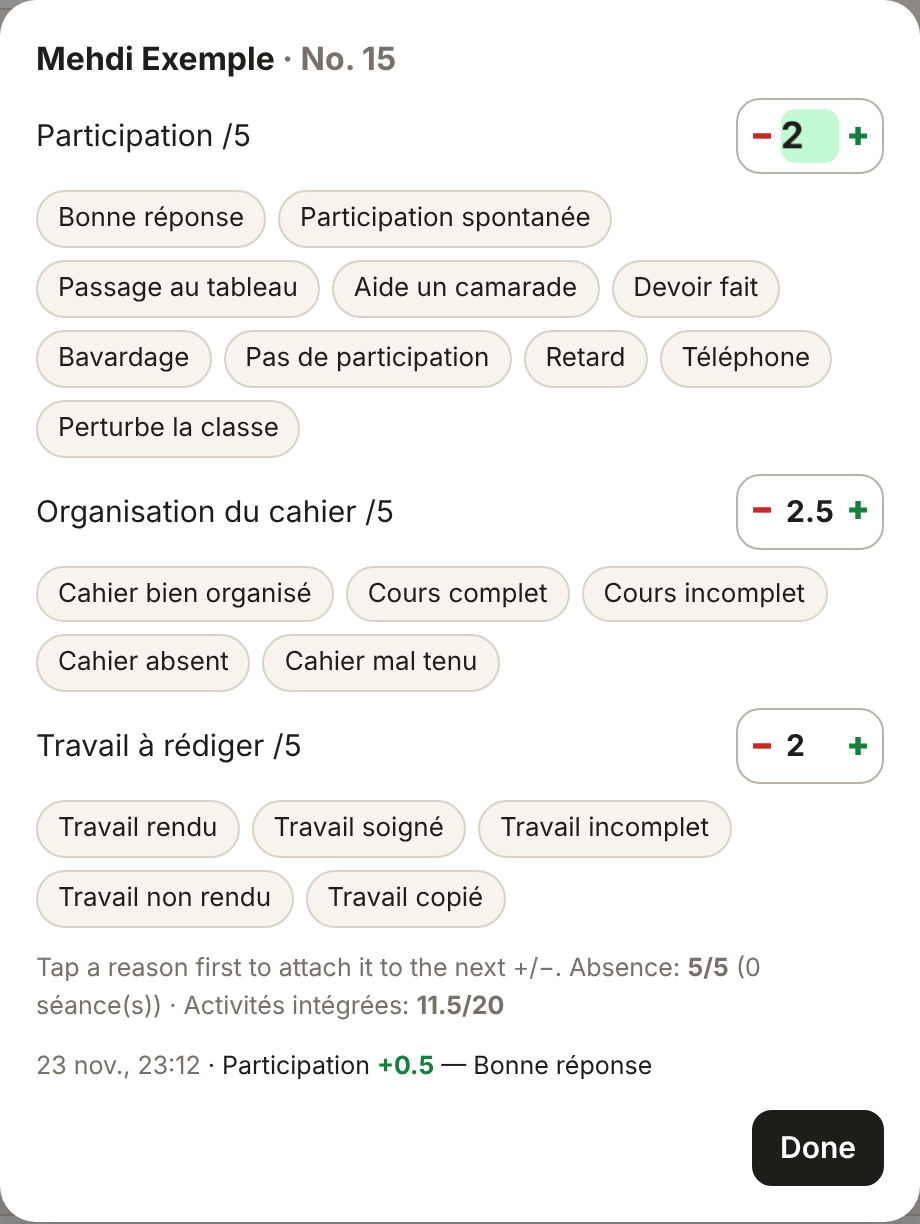 Mehdi Exemple · No. 15
Participation /5
− 2 +
Bonne réponse Participation spontanée
Passage au tableau Aide un camarade Devoir fait
Bavardage Pas de participation Retard Téléphone
Perturbe la classe
Organisation du cahier /5
− 2.5 +
Cahier bien organisé Cours complet Cours incomplet
Cahier absent Cahier mal tenu
Travail à rédiger /5
− 2 +
Travail rendu Travail soigné Travail incomplet
Travail non rendu Travail copié
Tap a reason first to attach it to the next +/−. Absence: 5/5 (0
séance(s)) · Activités intégrées: 11.5/20
23 nov., 23:12 · Participation +0.5 — Bonne réponse
Done